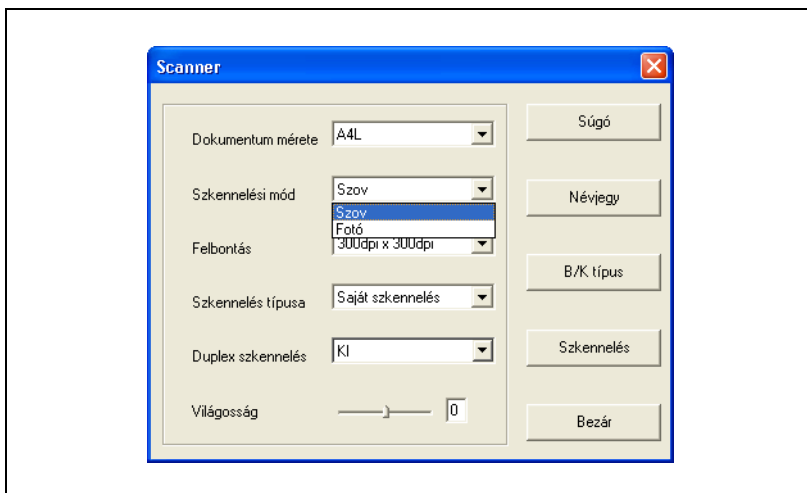 Scanner
Dokumentum mérete A4L
Szkennelési mód Szov
Szov
Fotó
Felbontás 300dpi x 300dpi
Szkennelés típusa Saját szkennelés
Duplex szkennelés KI
Világosság 0
Súgó
Névjegy
B/K típus
Szkennelés
Bezár